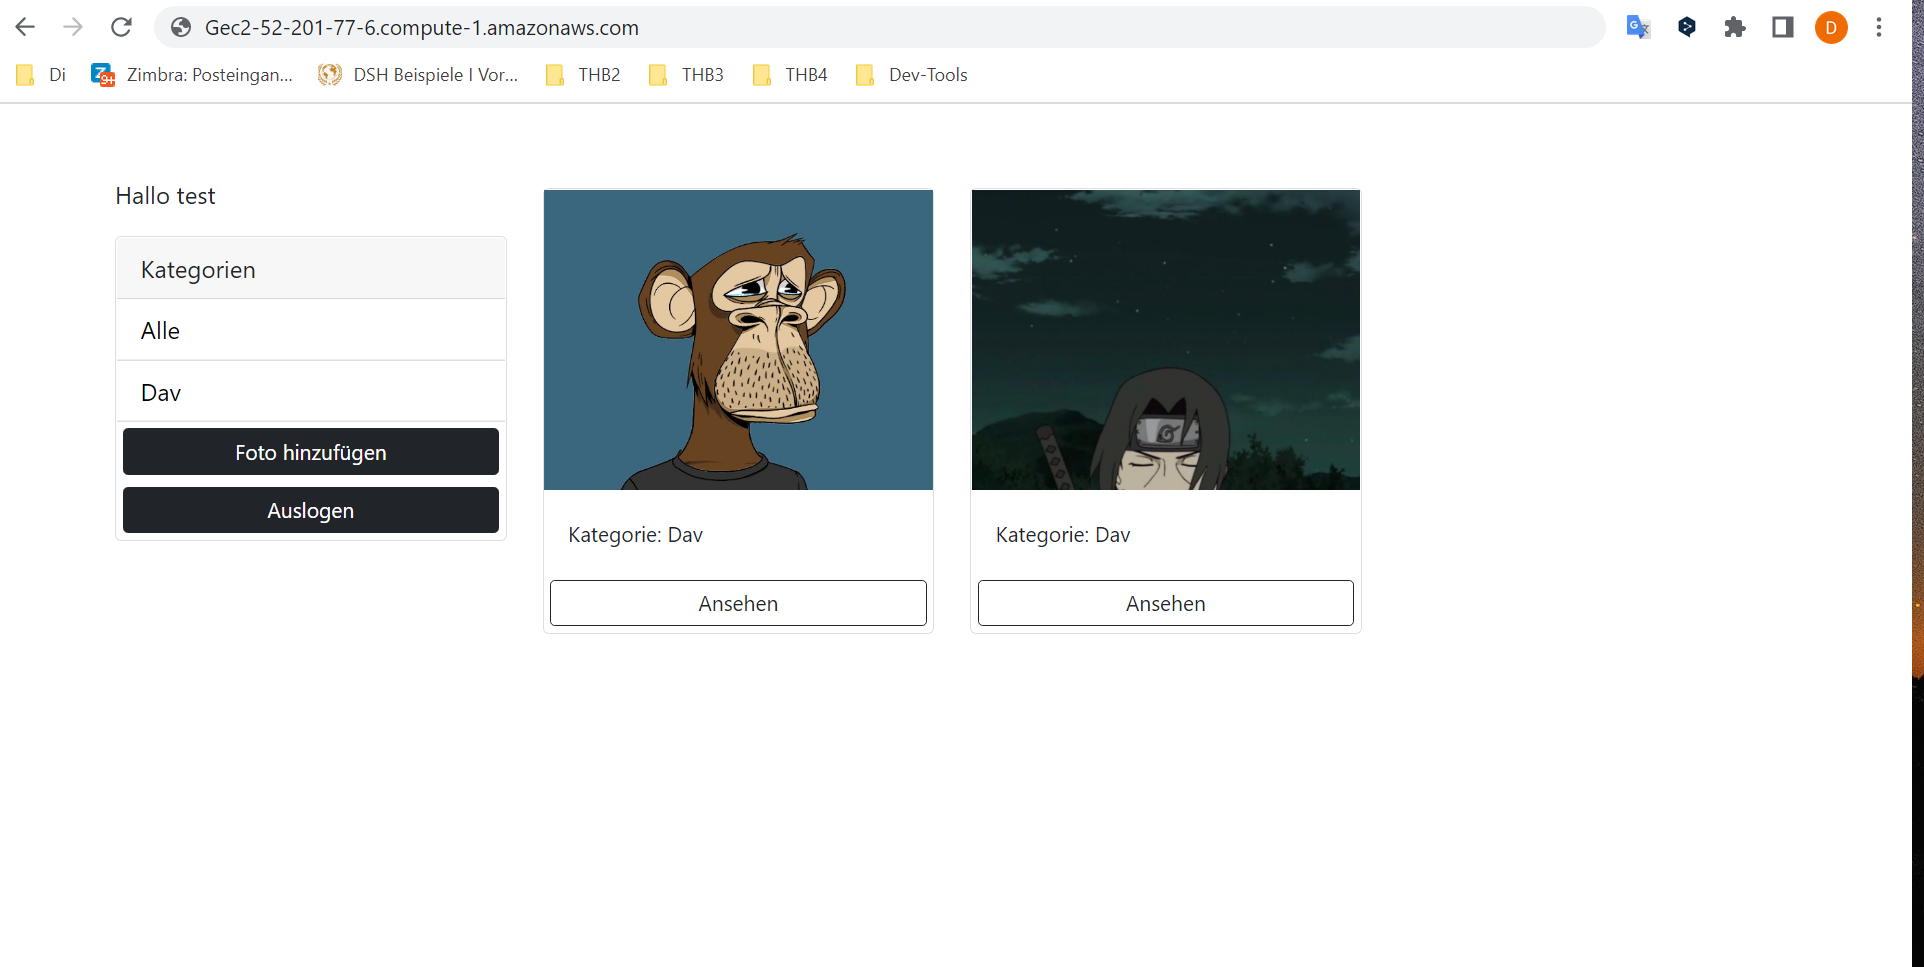 Gec2-52-201-77-6.compute-1.amazonaws.com
D
Di
Z 9+ Zimbra: Posteingan...
DSH Beispiele I Vor...
THB2
THB3
THB4
Dev-Tools
Hallo test
Kategorien
Alle
Dav
Foto hinzufügen
Auslogen
Kategorie: Dav
Ansehen
Kategorie: Dav
Ansehen